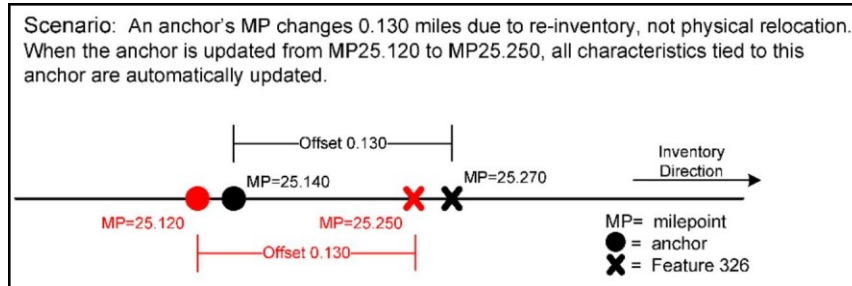 Scenario: An anchor's MP changes 0.130 miles due to re-inventory, not physical relocation.
When the anchor is updated from MP25.120 to MP25.250, all characteristics tied to this
anchor are automatically updated.
Offset 0.130
Inventory
Direction
MP=25.140
MP=25.270
MP=25.120
MP=25.250
Offset 0.130
MP= milepoint
= anchor
= Feature 326